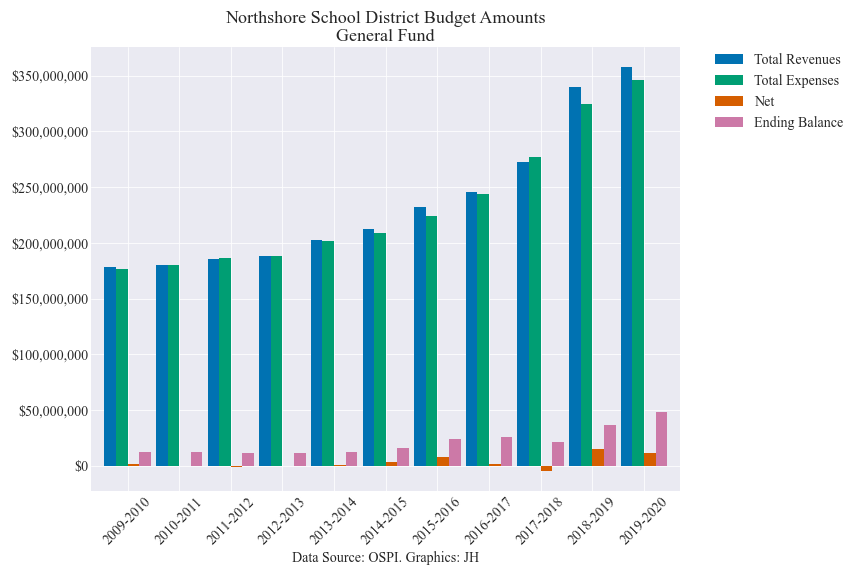 Northshore School District Budget Amounts
General Fund
Total Revenues
Total Expenses
Net
Ending Balance
$350,000,000
$300,000,000
$250,000,000
$200,000,000
$150,000,000
$100,000,000
$50,000,000
$0
2009-2010
2010-2011
2011-2012
2012-2013
2013-2014
2014-2015
2015-2016
2016-2017
2017-2018
2018-2019
2019-2020
Data Source: OSPI. Graphics: JH